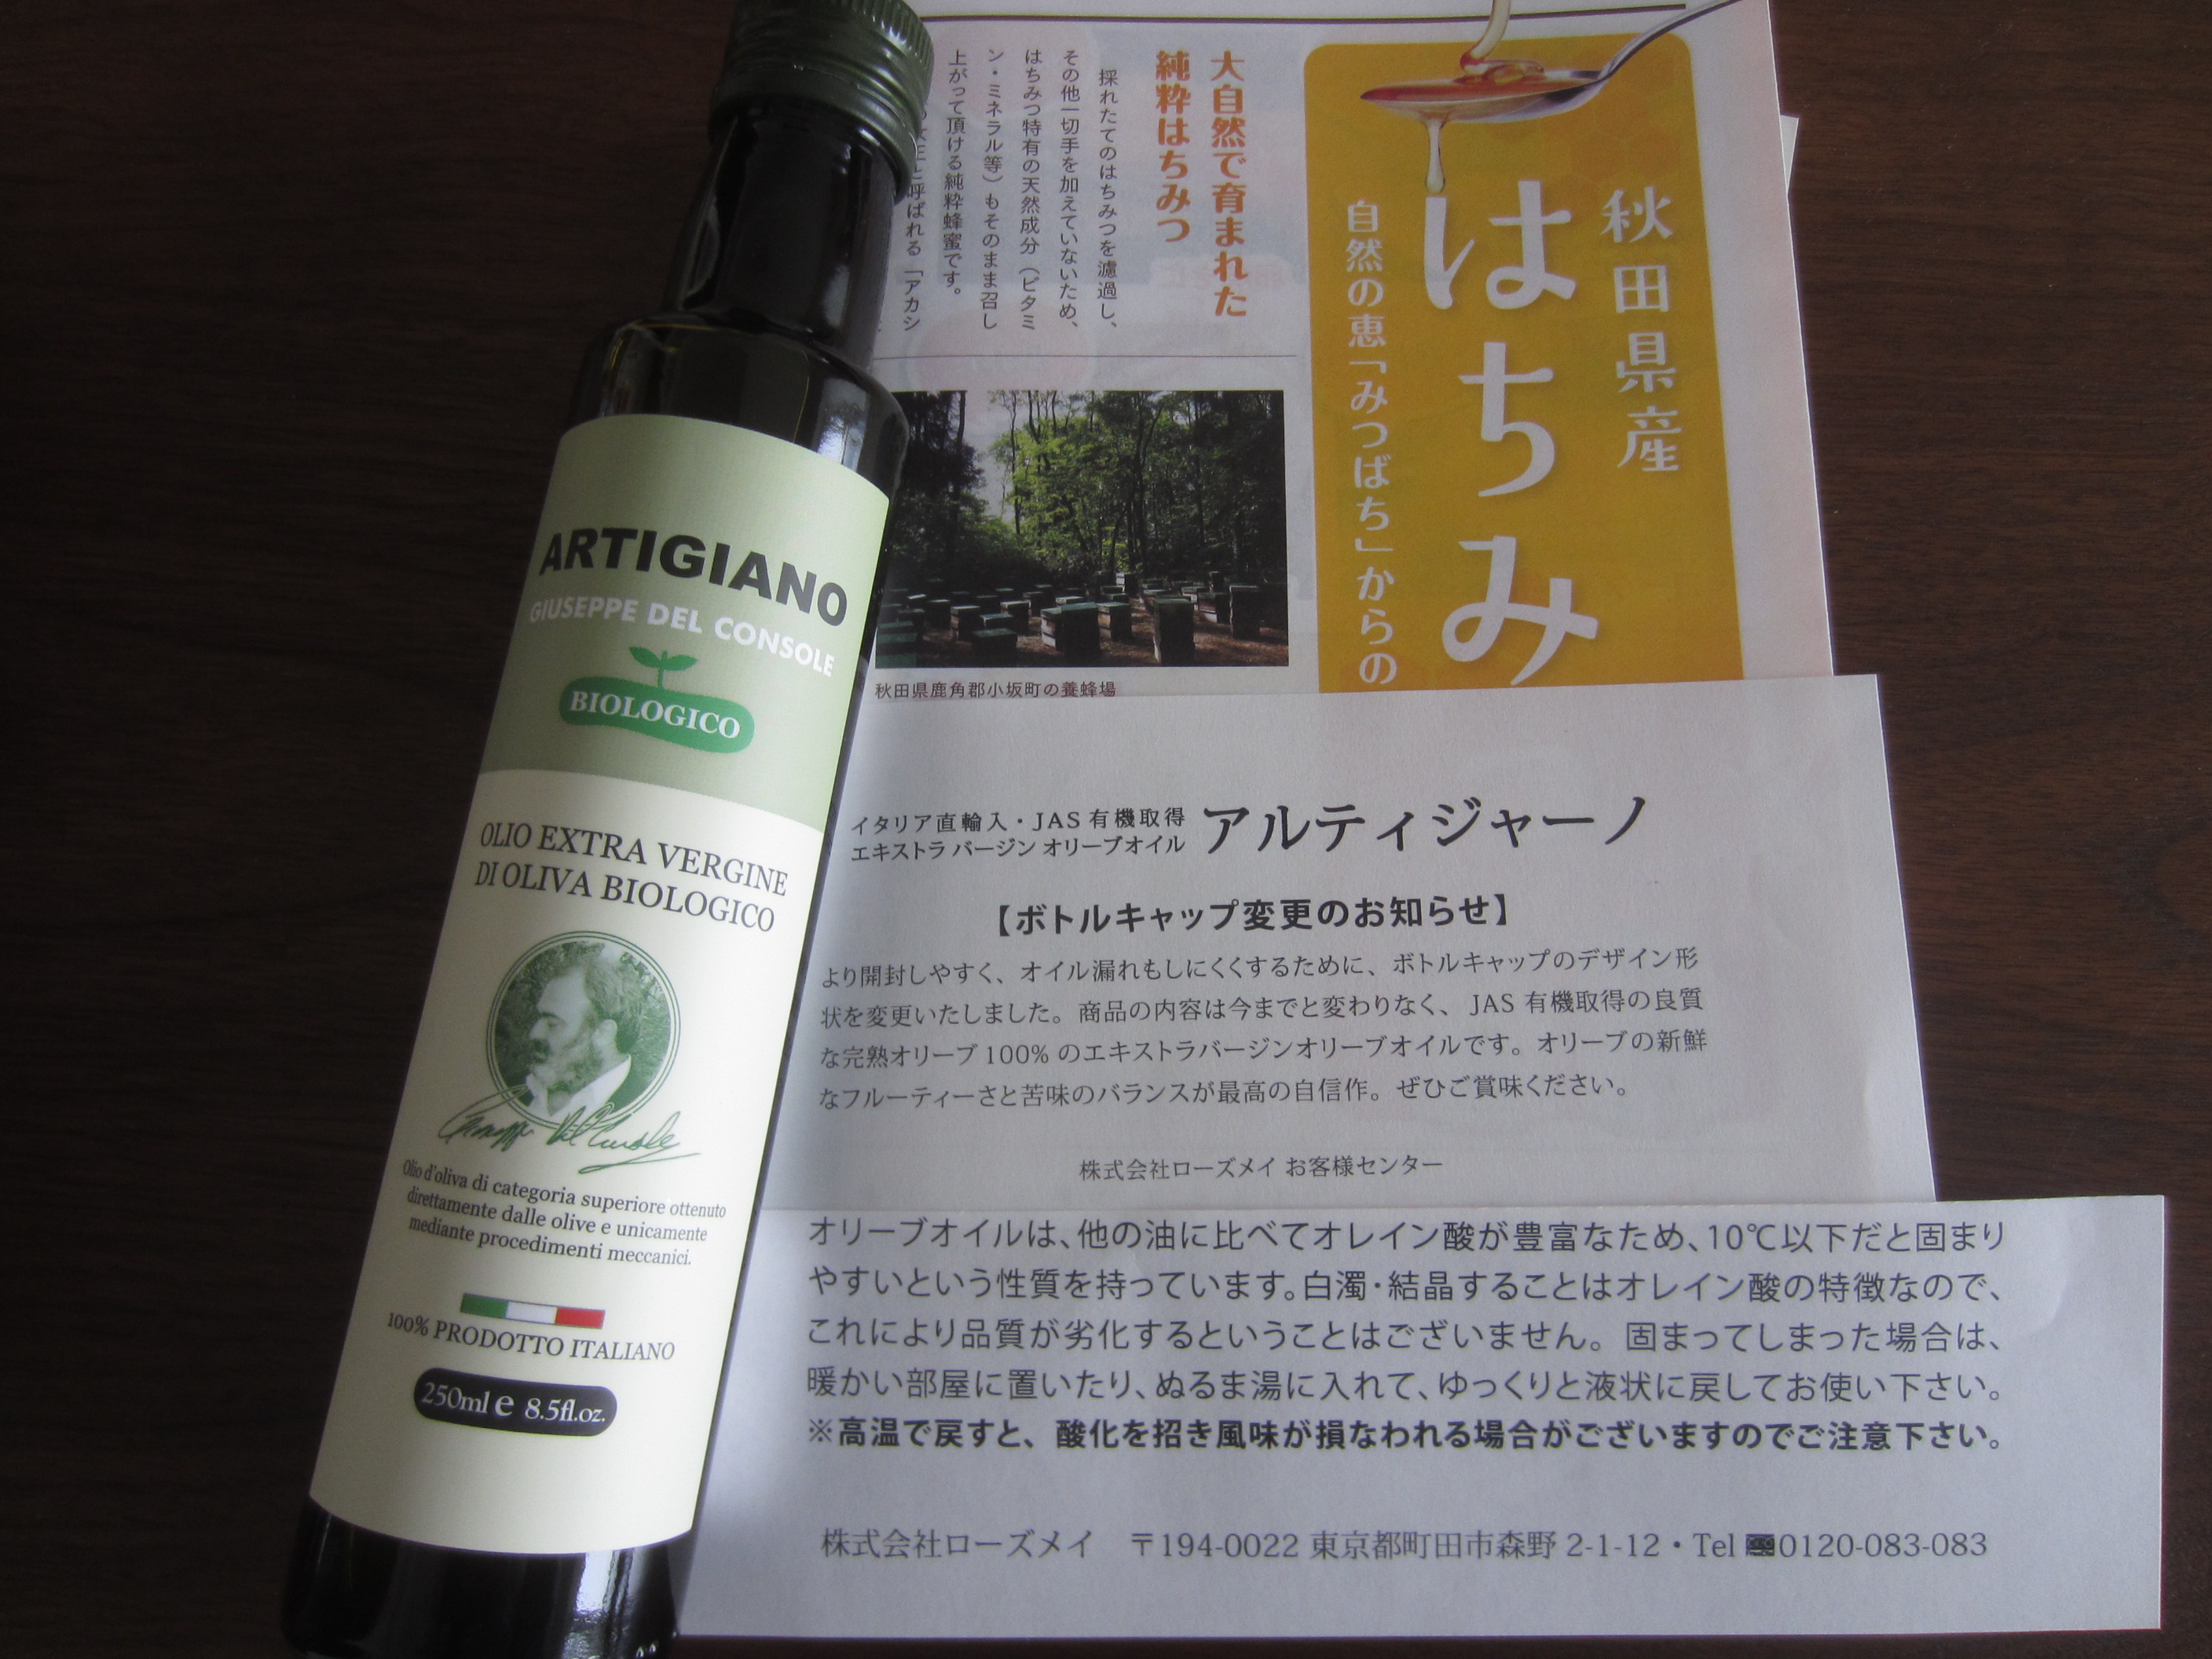 ARTIGIANO
GIUSEPPE DEL CONSOLE
BIOLOGICO
OLIO EXTRA VERGINE
DI OLIVA BIOLOGICO
Olio d'oliva di categoria superiore ottenuto
direttamente dalle olive e unicamente
mediante procedimenti meccanici.
100% PRODOTTO ITALIANO
250ml e 8.5fl.oz.
秋田県産
はちみ
自然の恵「みつばち」からの
大自然で育まれた
純粋はちみつ
採れたてのはちみつを濾過し、
その他一切手を加えていないため、
はちみつ特有の天然成分（ビタミ
ン・ミネラル等）もそのまま召し
上がって頂ける純粋蜂蜜です。
と呼ばれる「アカシ
秋田県鹿角郡小坂町の養蜂場
イタリア直輸入・JAS有機取得
エキストラ バージン オリーブオイル
アルティジャーノ
【ボトルキャップ変更のお知らせ】
より開封しやすく、オイル漏れもしにくくするために、ボトルキャップのデザイン形
状を変更いたしました。商品の内容は今までと変わりなく、JAS 有機取得の良質
な完熟オリーブ100% のエキストラバージンオリーブオイルです。オリーブの新鮮
なフルーティーさと苦味のバランスが最高の自信作。ぜひご賞味ください。
株式会社ローズメイ お客様センター
オリーブオイルは、他の油に比べてオレイン酸が豊富なため、10℃以下だと固まり
やすいという性質を持っています。白濁・結晶することはオレイン酸の特徴なので、
これにより品質が劣化するということはございません。固まってしまった場合は、
暖かい部屋に置いたり、ぬるま湯に入れて、ゆっくりと液状に戻してお使い下さい。
※高温で戻すと、酸化を招き風味が損なわれる場合がございますのでご注意下さい。
株式会社ローズメイ 〒194-0022 東京都町田市森野 2-1-12・Tel 0120-083-083